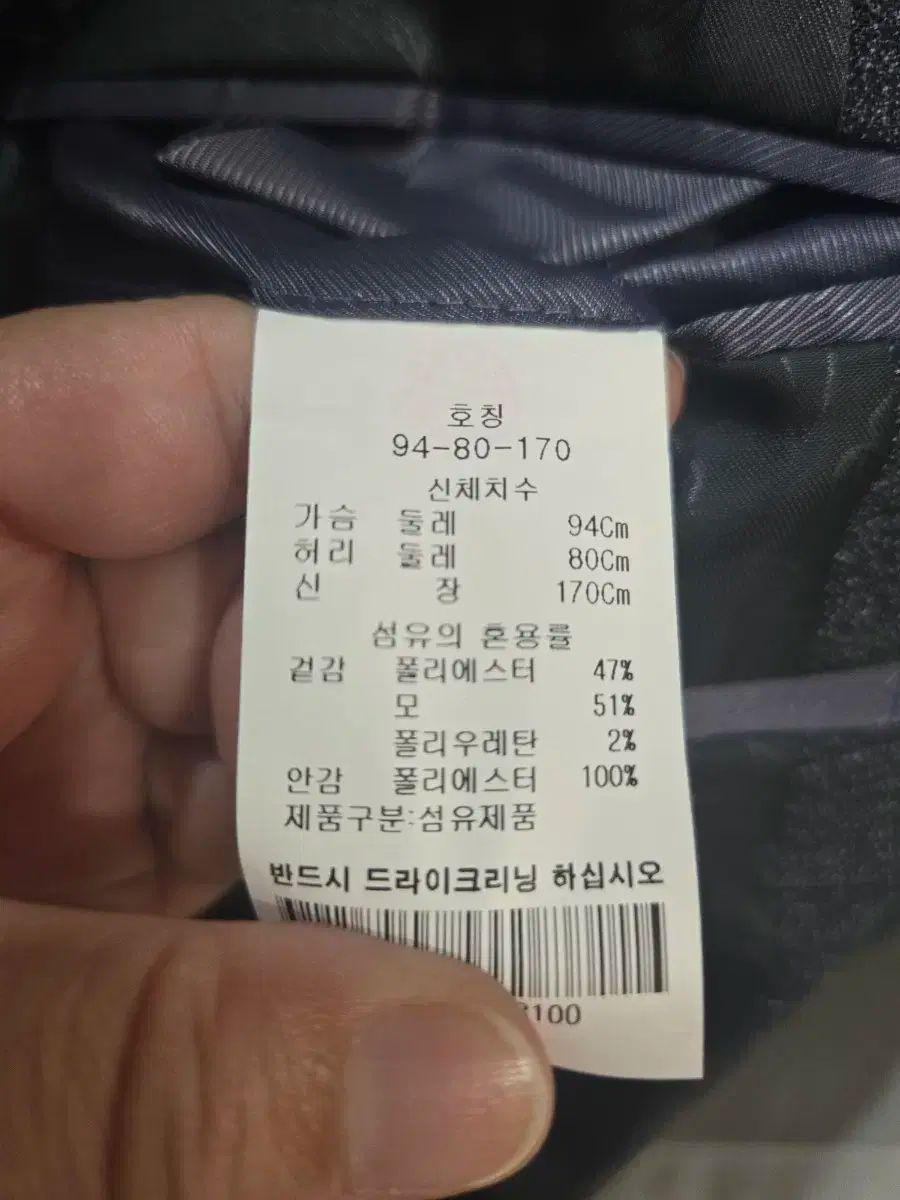 호칭
94-80-170
신체치수
가슴 둘레 94Cm
허리 둘레 80Cm
신 장 170Cm
섬유의 혼용률
겉감 폴리에스터 47%
모 51%
폴리우레탄 2%
안감 폴리에스터 100%
제품구분:섬유제품
반드시 드라이크리닝 하십시오
100